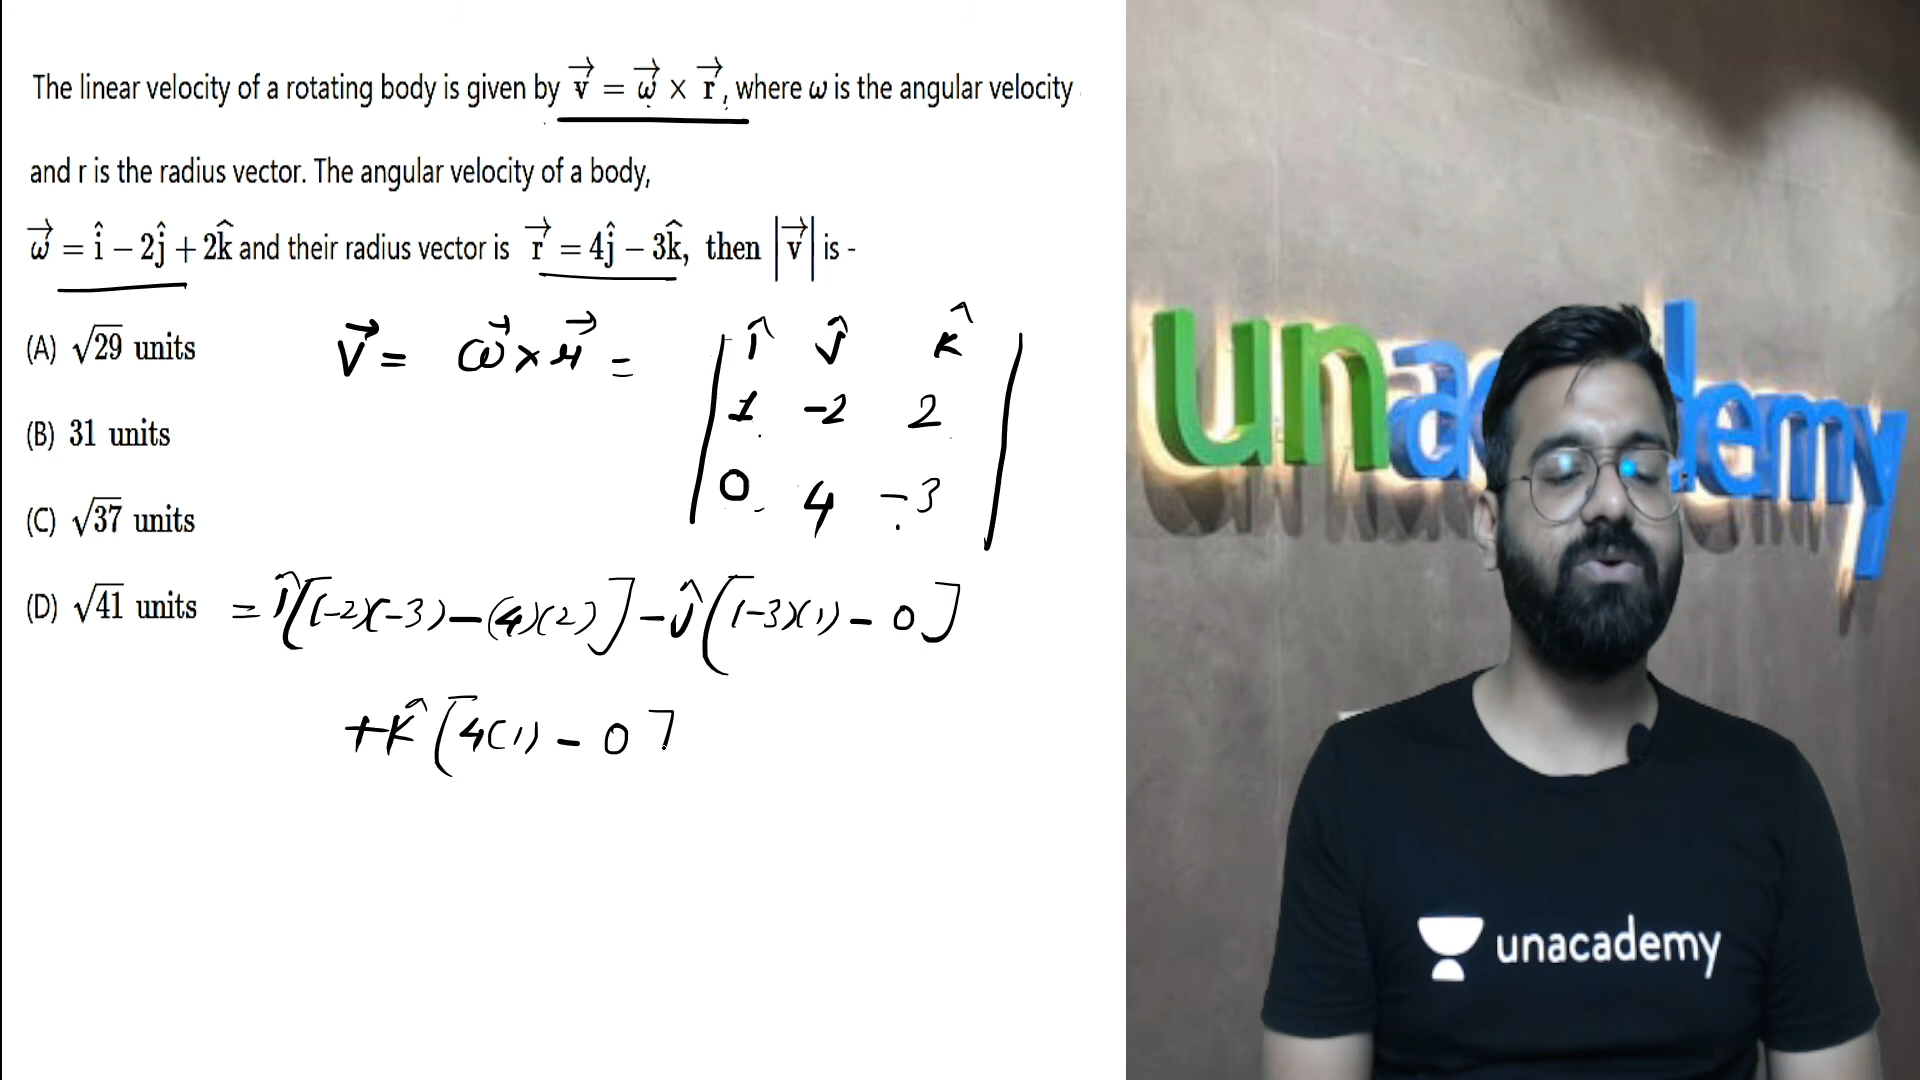 The linear velocity of a rotating body is given by v⃗ = ω⃗ × r⃗, where ω is the angular velocity
and r is the radius vector. The angular velocity of a body,
ω⃗ = î − 2ĵ + 2k̂ and their radius vector is r⃗ = 4ĵ − 3k̂, then |v⃗| is -
(A) √29 units
(B) 31 units
(C) √37 units
(D) √41 units
v⃗ = ω⃗ × r⃗ =
î ĵ k̂
1 -2 2
0 4 -3
= î[(-2)(-3) - (4)(2)] - ĵ[(-3)(1) - 0]
+ k̂[4(1) - 0]
unacademy
unacademy